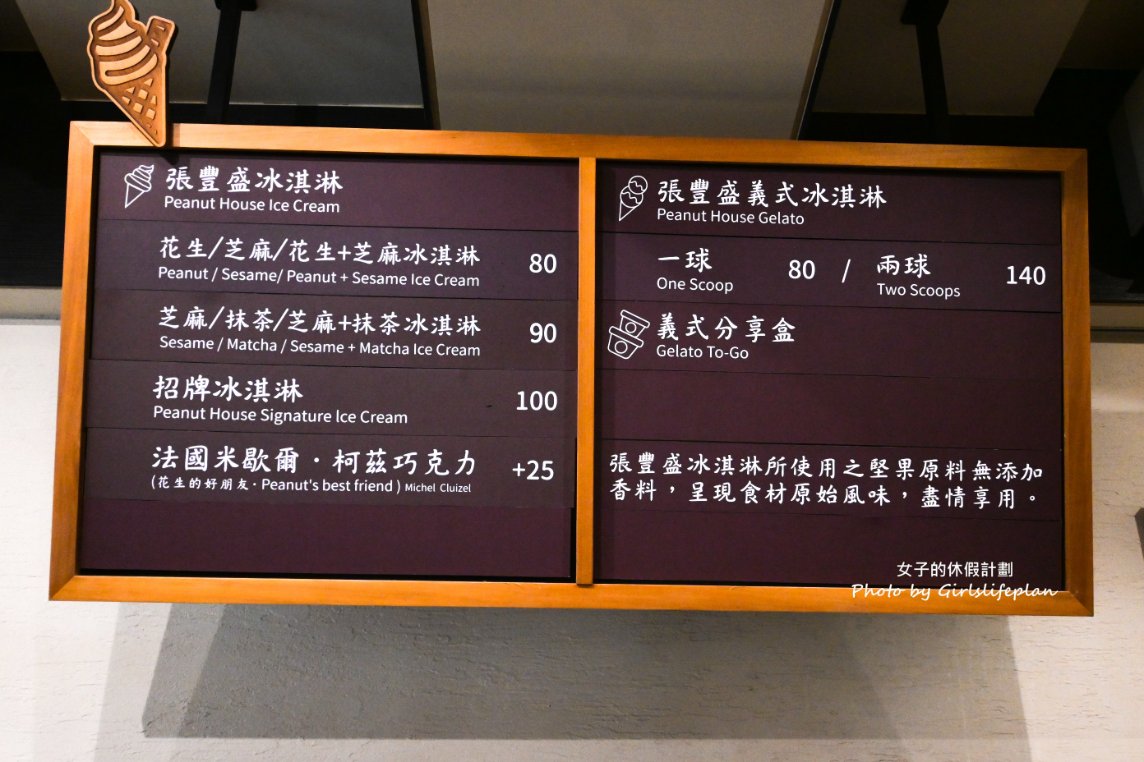 張豐盛冰淇淋
Peanut House Ice Cream
花生/芝麻/花生+芝麻冰淇淋 80
Peanut / Sesame/ Peanut + Sesame Ice Cream
芝麻/抹茶/芝麻+抹茶冰淇淋 90
Sesame / Matcha / Sesame + Matcha Ice Cream
招牌冰淇淋 100
Peanut House Signature Ice Cream
法國米歇爾·柯茲巧克力 +25
(花生的好朋友·Peanut's best friend) Michel Cluizel
張豐盛義式冰淇淋
Peanut House Gelato
一球 80 / 兩球 140
One Scoop Two Scoops
義式分享盒
Gelato To-Go
張豐盛冰淇淋所使用之堅果原料無添加
香料，呈現食材原始風味，盡情享用。
女子的休假計劃
Photo by Girlslifeplan